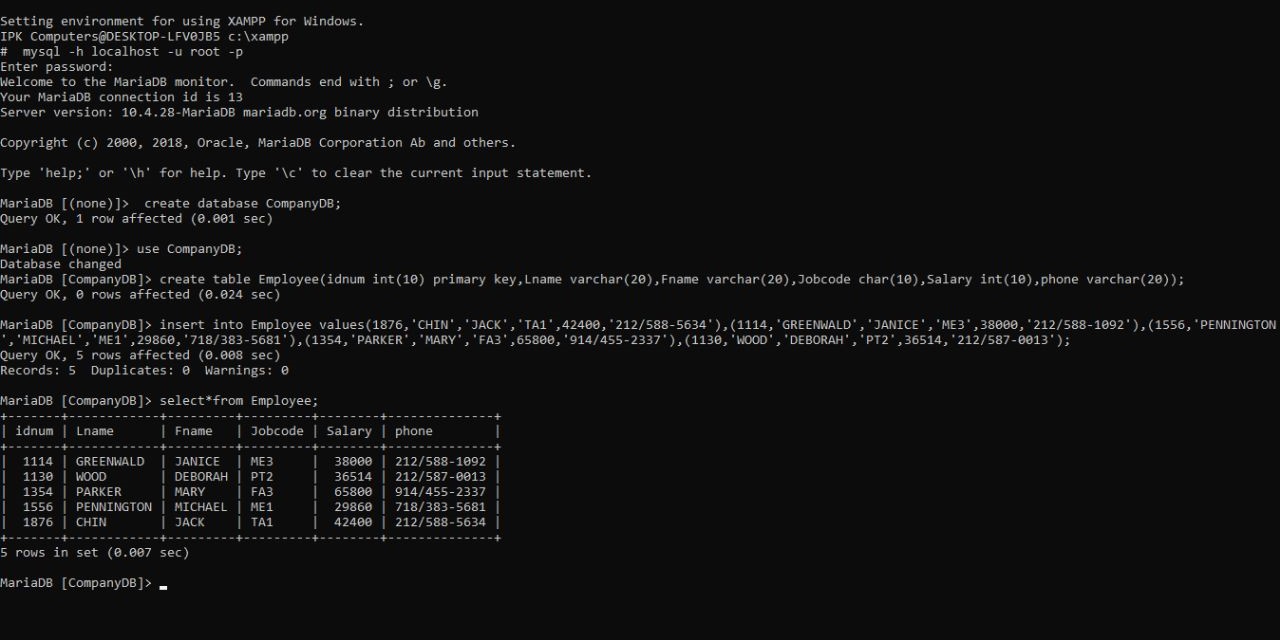 Setting environment for using XAMPP for Windows.
IPK Computers@DESKTOP-LFV0JB5 c:\xampp
#  mysql -h localhost -u root -p
Enter password:
Welcome to the MariaDB monitor.  Commands end with ; or \g.
Your MariaDB connection id is 13
Server version: 10.4.28-MariaDB mariadb.org binary distribution

Copyright (c) 2000, 2018, Oracle, MariaDB Corporation Ab and others.

Type 'help;' or '\h' for help. Type '\c' to clear the current input statement.

MariaDB [(none)]>  create database CompanyDB;
Query OK, 1 row affected (0.001 sec)

MariaDB [(none)]> use CompanyDB;
Database changed
MariaDB [CompanyDB]> create table Employee(idnum int(10) primary key,Lname varchar(20),Fname varchar(20),Jobcode char(10),Salary int(10),phone varchar(20));
Query OK, 0 rows affected (0.024 sec)

MariaDB [CompanyDB]> insert into Employee values(1876,'CHIN','JACK','TA1',42400,'212/588-5634'),(1114,'GREENWALD','JANICE','ME3',38000,'212/588-1092'),(1556,'PENNINGTON
','MICHAEL','ME1',29860,'718/383-5681'),(1354,'PARKER','MARY','FA3',65800,'914/455-2337'),(1130,'WOOD','DEBORAH','PT2',36514,'212/587-0013');
Query OK, 5 rows affected (0.008 sec)
Records: 5  Duplicates: 0  Warnings: 0

MariaDB [CompanyDB]> select*from Employee;
+-------+------------+---------+---------+--------+--------------+
| idnum | Lname      | Fname   | Jobcode | Salary | phone        |
+-------+------------+---------+---------+--------+--------------+
|  1114 | GREENWALD  | JANICE  | ME3     |  38000 | 212/588-1092 |
|  1130 | WOOD       | DEBORAH | PT2     |  36514 | 212/587-0013 |
|  1354 | PARKER     | MARY    | FA3     |  65800 | 914/455-2337 |
|  1556 | PENNINGTON | MICHAEL | ME1     |  29860 | 718/383-5681 |
|  1876 | CHIN       | JACK    | TA1     |  42400 | 212/588-5634 |
+-------+------------+---------+---------+--------+--------------+
5 rows in set (0.007 sec)

MariaDB [CompanyDB]>